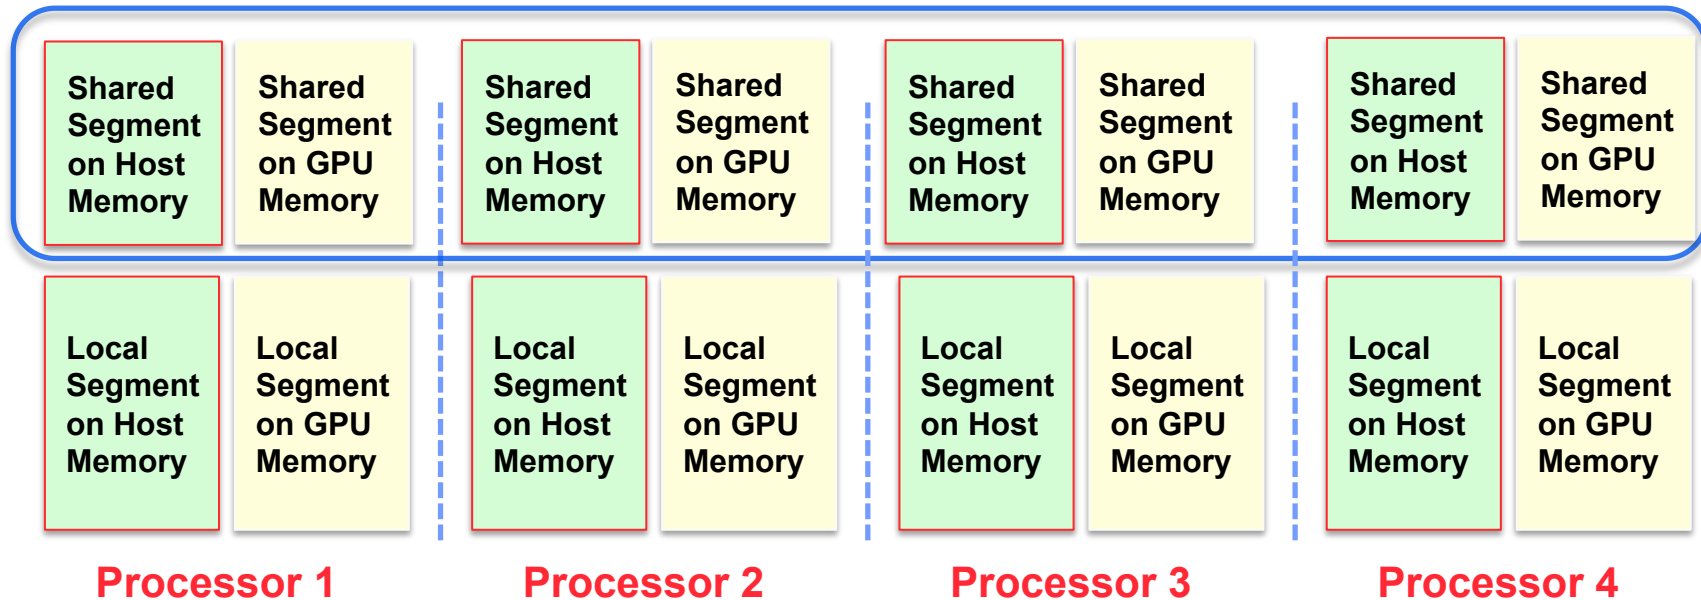 Shared
Segment
on Host
Memory
Shared
Segment
on GPU
Memory
Shared
Segment
on Host
Memory
Shared
Segment
on GPU
Memory
Shared
Segment
on Host
Memory
Shared
Segment
on GPU
Memory
Shared
Segment
on Host
Memory
Shared
Segment
on GPU
Memory
Local
Segment
on Host
Memory
Local
Segment
on GPU
Memory
Local
Segment
on Host
Memory
Local
Segment
on GPU
Memory
Local
Segment
on Host
Memory
Local
Segment
on GPU
Memory
Local
Segment
on Host
Memory
Local
Segment
on GPU
Memory
Processor 1
Processor 2
Processor 3
Processor 4